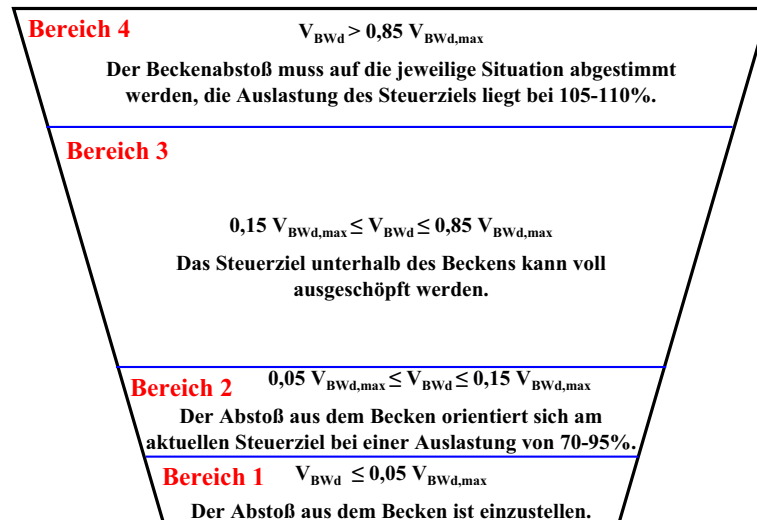 Bereich 4 V_BWd > 0,85 V_BWd,max
Der Beckenabstoß muss auf die jeweilige Situation abgestimmt
werden, die Auslastung des Steuerziels liegt bei 105-110%.
Bereich 3
0,15 V_BWd,max ≤ V_BWd ≤ 0,85 V_BWd,max
Das Steuerziel unterhalb des Beckens kann voll
ausgeschöpft werden.
Bereich 2 0,05 V_BWd,max ≤ V_BWd ≤ 0,15 V_BWd,max
Der Abstoß aus dem Becken orientiert sich am
aktuellen Steuerziel bei einer Auslastung von 70-95%.
Bereich 1 V_BWd ≤ 0,05 V_BWd,max
Der Abstoß aus dem Becken ist einzustellen.